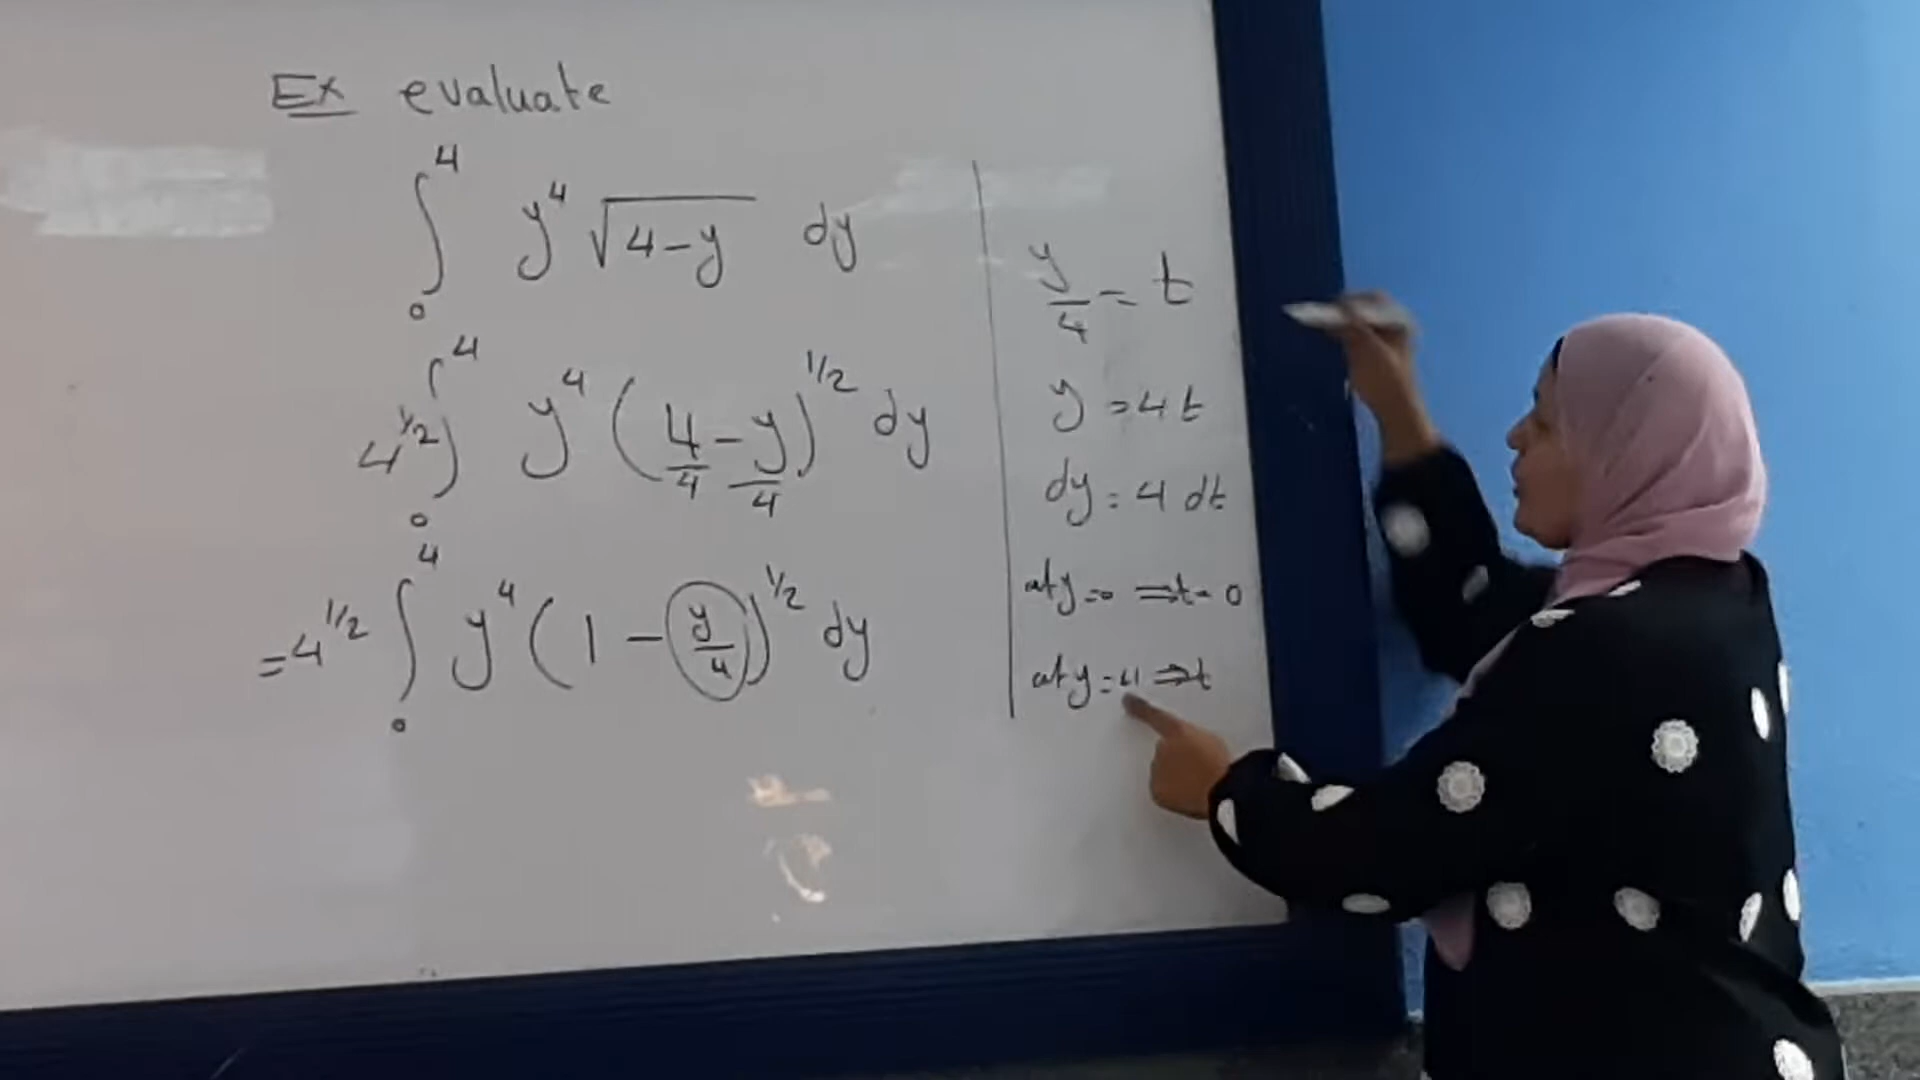 Ex evaluate
∫₀⁴ y⁴ √(4-y) dy
4^(1/2) ∫₀⁴ y⁴ (4/4 - y/4)^(1/2) dy
= 4^(1/2) ∫₀⁴ y⁴ (1 - y/4)^(1/2) dy
y/4 = t
y = 4t
dy = 4 dt
at y=0 ⇒ t=0
at y=4 ⇒ t